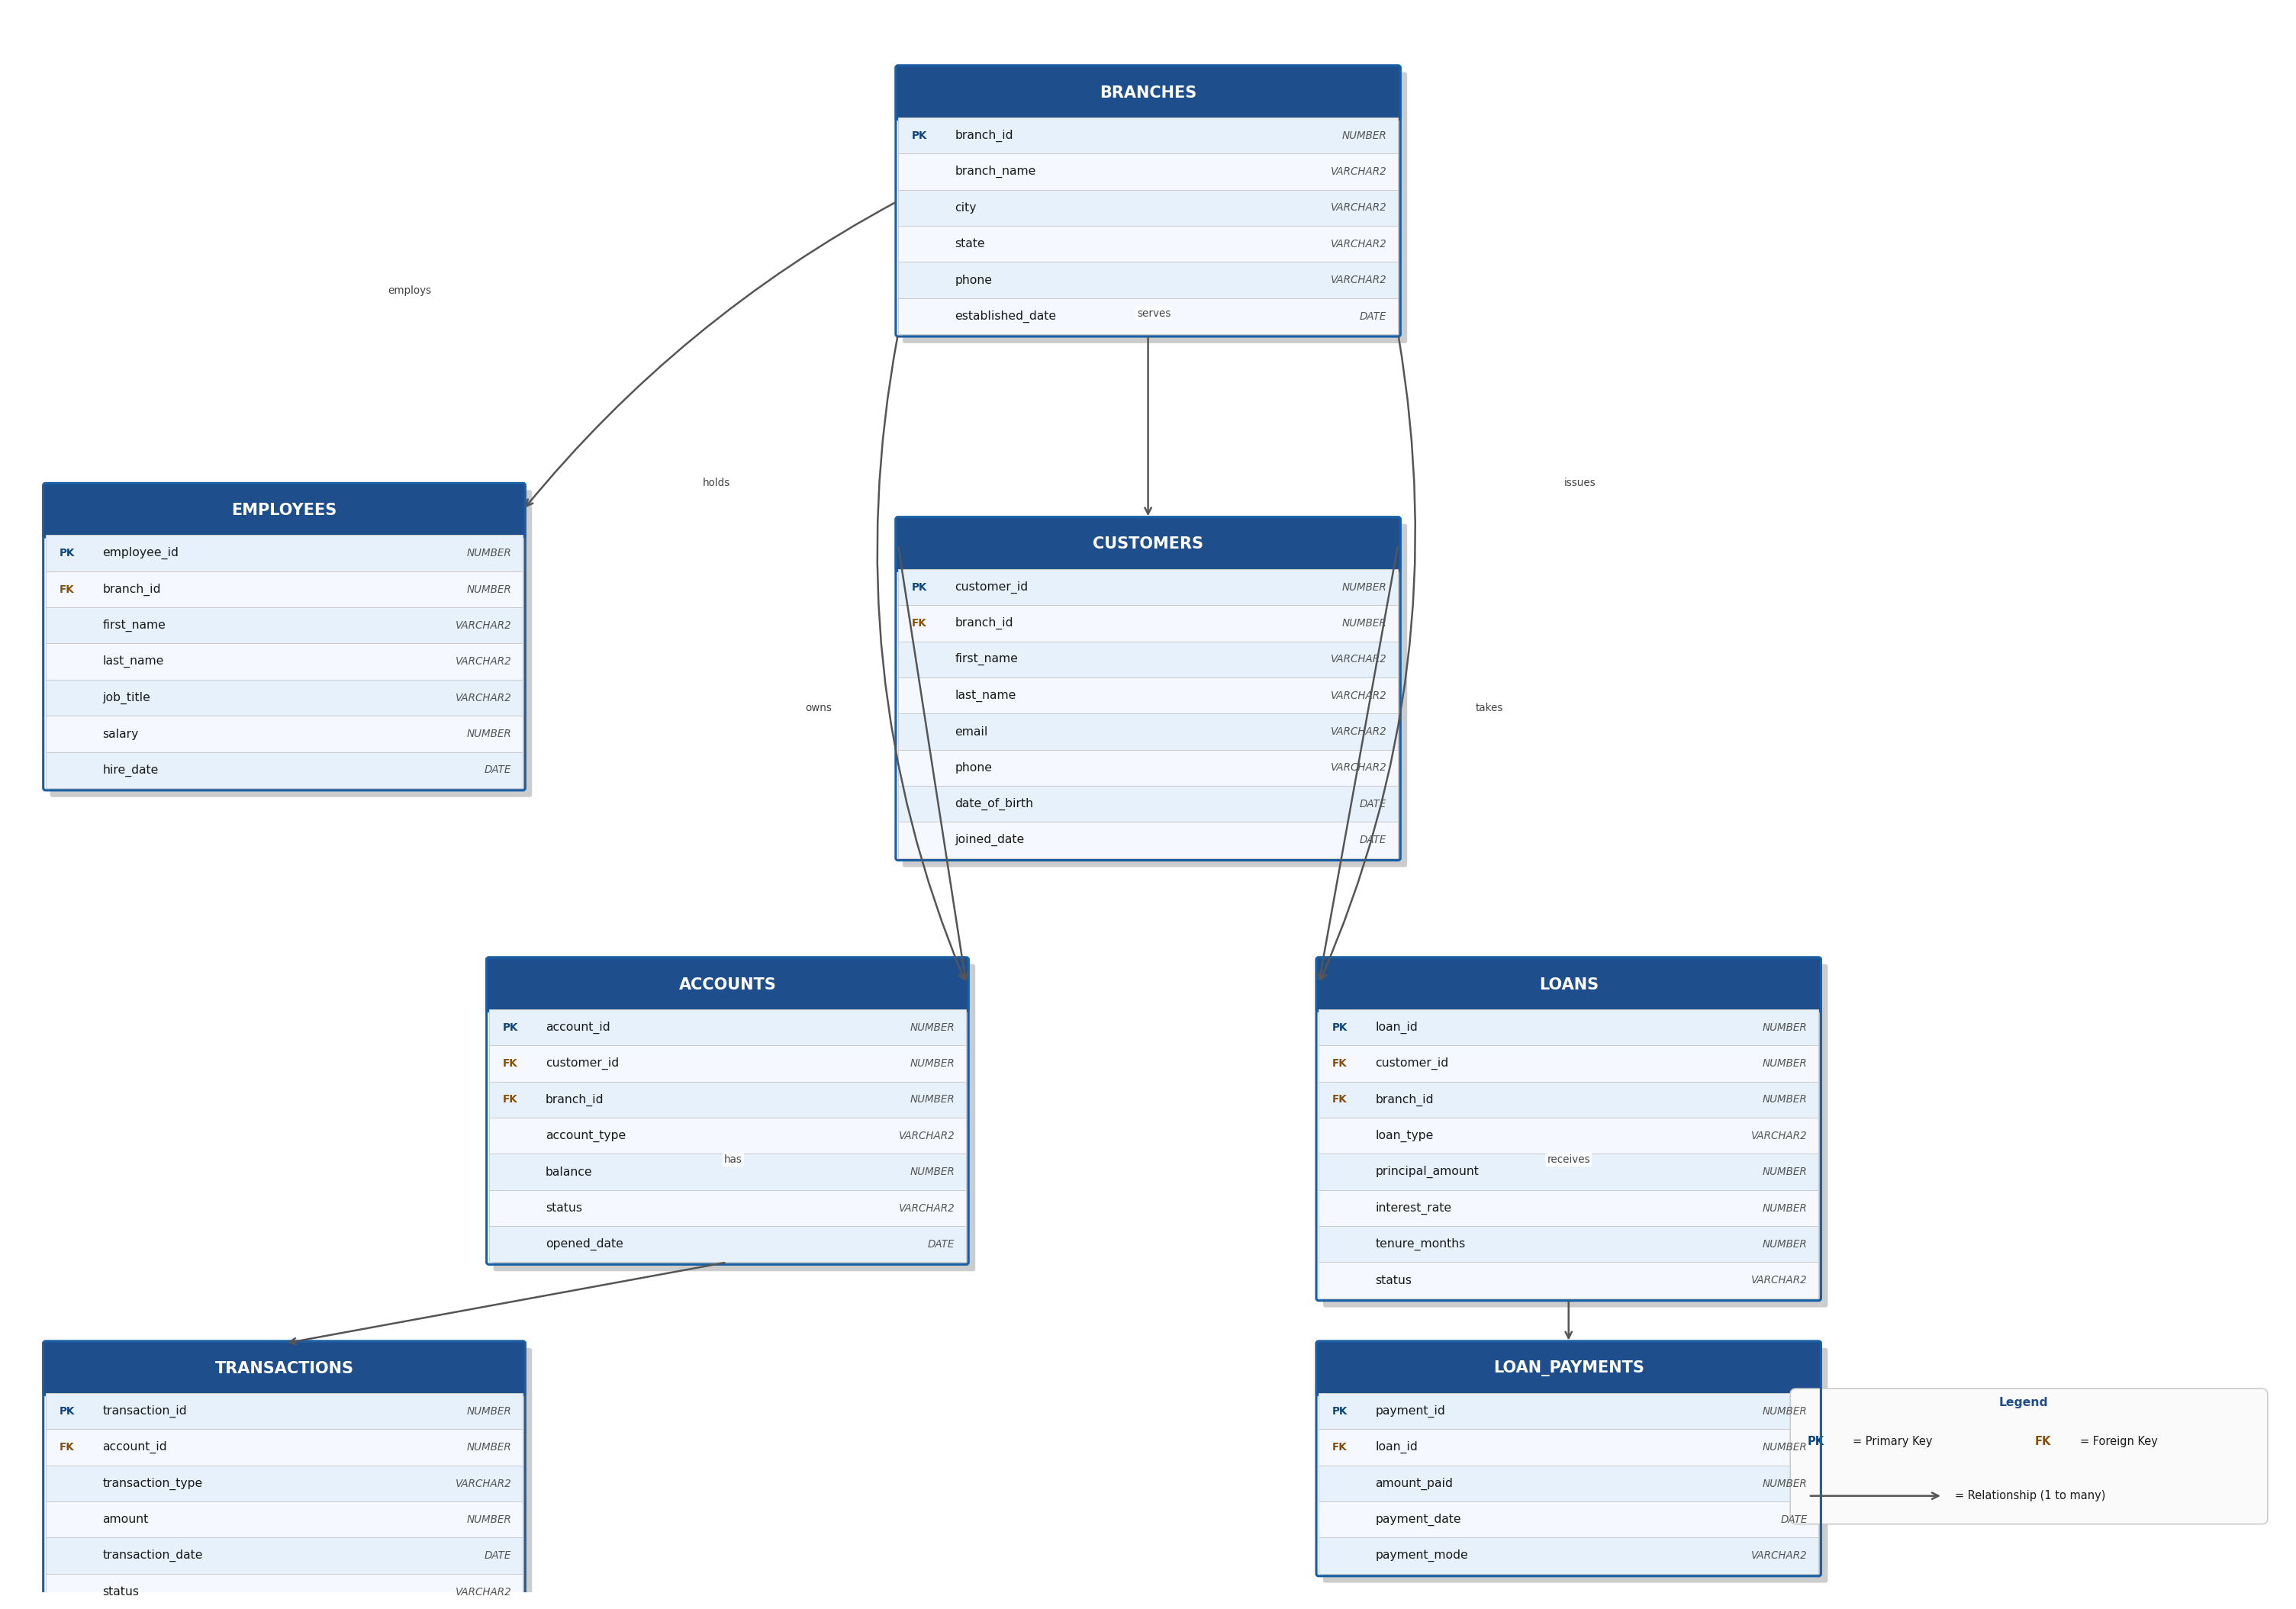 BRANCHES
PK branch_id NUMBER
branch_name VARCHAR2
city VARCHAR2
state VARCHAR2
phone VARCHAR2
established_date DATE
serves
employs
holds
issues
EMPLOYEES
PK employee_id NUMBER
FK branch_id NUMBER
first_name VARCHAR2
last_name VARCHAR2
job_title VARCHAR2
salary NUMBER
hire_date DATE
CUSTOMERS
PK customer_id NUMBER
FK branch_id NUMBER
first_name VARCHAR2
last_name VARCHAR2
email VARCHAR2
phone VARCHAR2
date_of_birth DATE
joined_date DATE
owns
takes
ACCOUNTS
PK account_id NUMBER
FK customer_id NUMBER
FK branch_id NUMBER
account_type VARCHAR2
has
balance NUMBER
status VARCHAR2
opened_date DATE
LOANS
PK loan_id NUMBER
FK customer_id NUMBER
FK branch_id NUMBER
loan_type VARCHAR2
receives
principal_amount NUMBER
interest_rate NUMBER
tenure_months NUMBER
status VARCHAR2
TRANSACTIONS
PK transaction_id NUMBER
FK account_id NUMBER
transaction_type VARCHAR2
amount NUMBER
transaction_date DATE
status VARCHAR2
LOAN_PAYMENTS
PK payment_id NUMBER
FK loan_id NUMBER
amount_paid NUMBER
payment_date DATE
payment_mode VARCHAR2
Legend
PK = Primary Key FK = Foreign Key
= Relationship (1 to many)